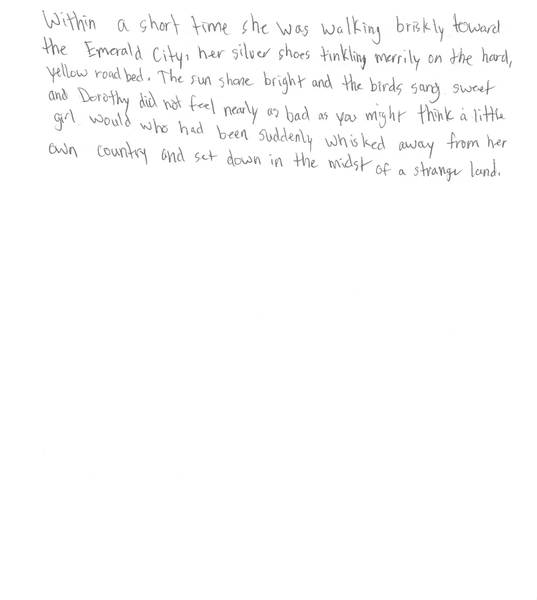 Within a short time she was walking briskly toward
the Emerald City, her silver shoes tinkling merrily on the hard,
yellow roadbed. The sun shone bright and the birds sang sweet
and Dorothy did not feel nearly as bad as you might think a little
girl would who had been suddenly whisked away from her
own country and set down in the midst of a strange land.